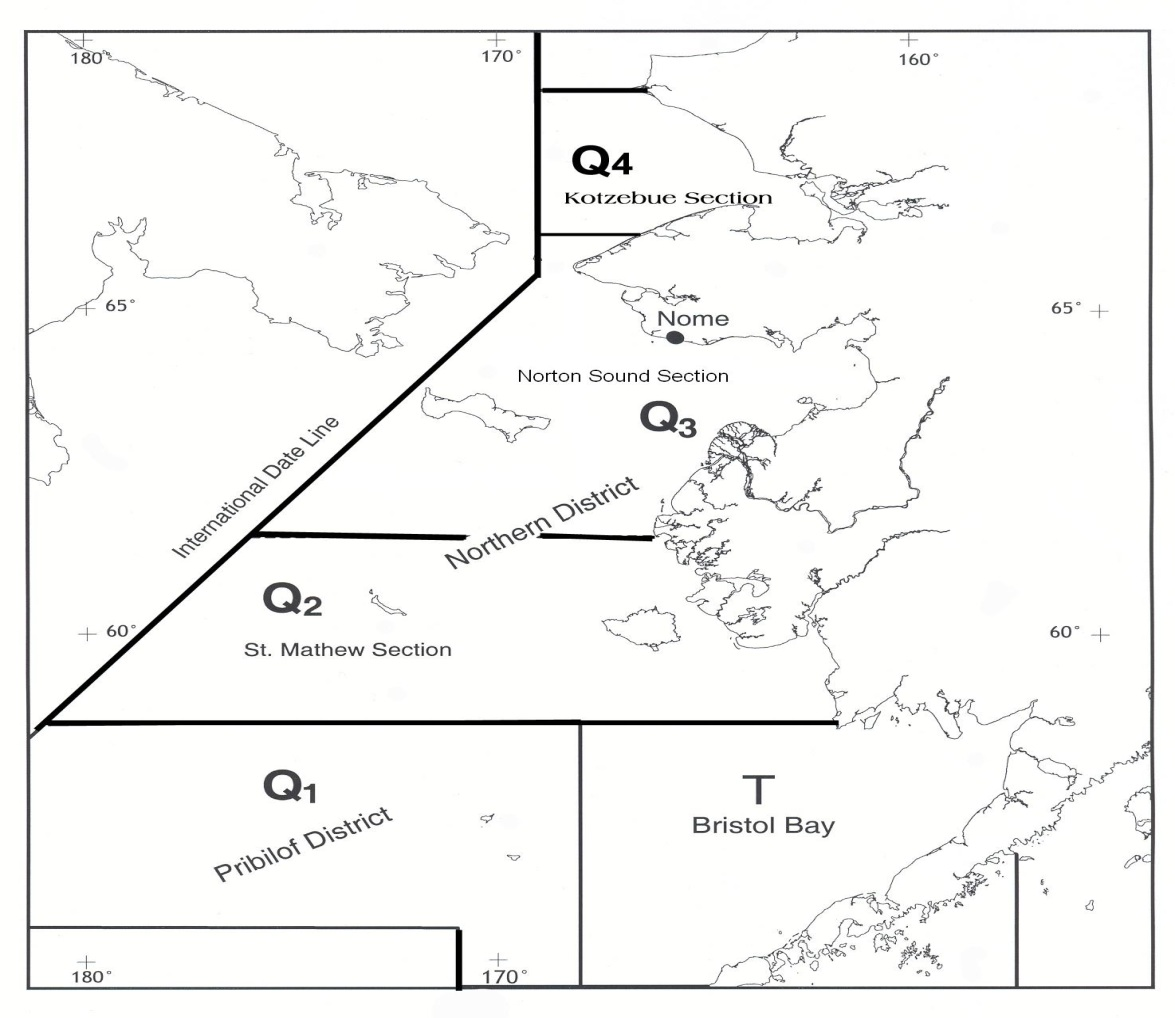 180°
170°
160°
Q4
Kotzebue Section
65°
65°
Nome
Norton Sound Section
Q3
International Date Line
Northern District
Q2
60°
60°
St. Mathew Section
Q1
T
Pribilof District
Bristol Bay
180°
170°